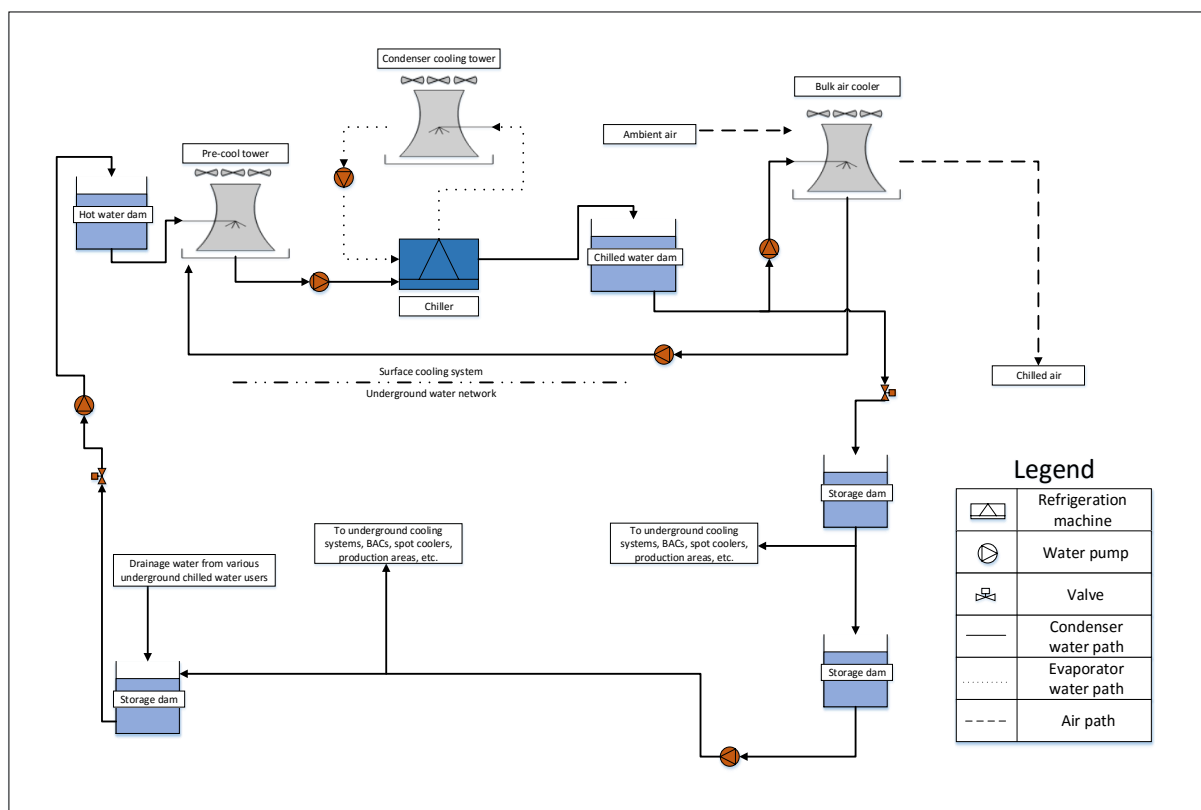 Condenser cooling tower
Bulk air cooler
Ambient air
Pre-cool tower
Hot water dam
Chilled water dam
Chiller
Surface cooling system
Underground water network
Chilled air
Storage dam
To underground cooling
systems, BACs, spot coolers,
production areas, etc.
To underground cooling
systems, BACs, spot coolers,
production areas, etc.
Drainage water from various
underground chilled water users
Storage dam
Storage dam
Legend
Refrigeration
machine
Water pump
Valve
Condenser
water path
Evaporator
water path
Air path